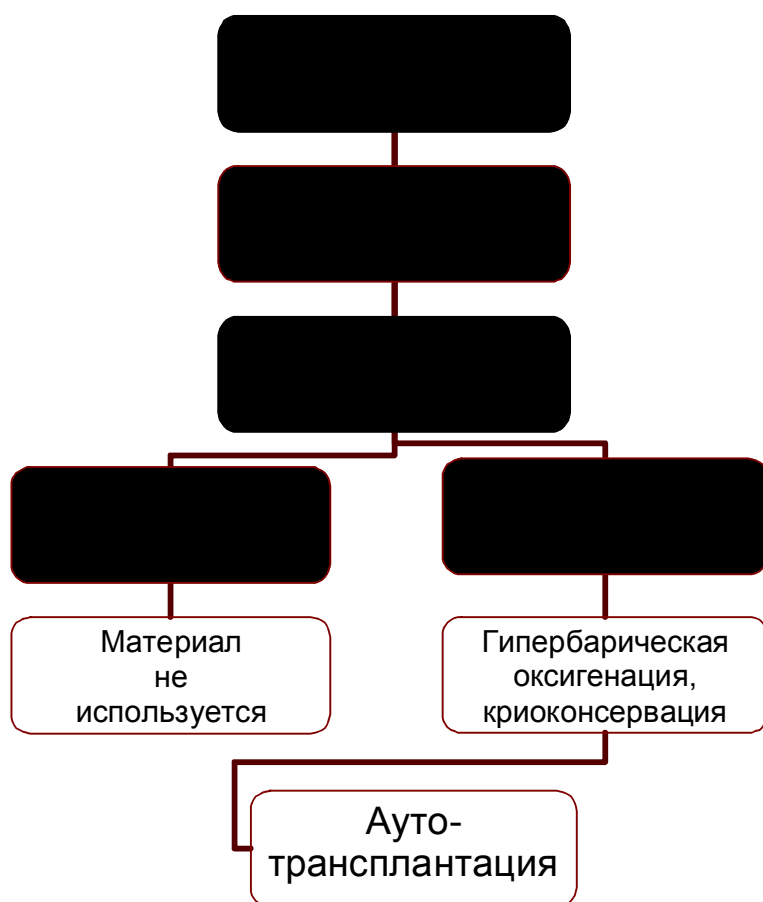 Материал
не
используется
Гипербарическая
оксигенация,
криоконсервация
Ауто-
трансплантация